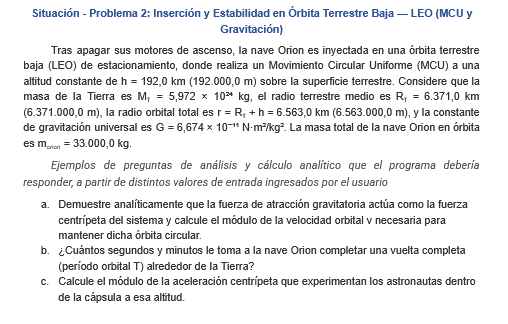 Situación - Problema 2: Inserción y Estabilidad en Órbita Terrestre Baja — LEO (MCU y
Gravitación)
Tras apagar sus motores de ascenso, la nave Orion es inyectada en una órbita terrestre
baja (LEO) de estacionamiento, donde realiza un Movimiento Circular Uniforme (MCU) a una
altitud constante de h = 192,0 km (192.000,0 m) sobre la superficie terrestre. Considere que la
masa de la Tierra es Mₜ = 5,972 × 10²⁴ kg, el radio terrestre medio es Rₜ = 6.371,0 km
(6.371.000,0 m), la radio orbital total es r = Rₜ + h = 6.563,0 km (6.563.000,0 m), y la constante
de gravitación universal es G = 6,674 × 10⁻¹¹ N·m²/kg². La masa total de la nave Orion en órbita
es mₒᵣᵢₒₙ = 33.000,0 kg.
Ejemplos de preguntas de análisis y cálculo analítico que el programa debería
responder, a partir de distintos valores de entrada ingresados por el usuario
a. Demuestre analíticamente que la fuerza de atracción gravitatoria actúa como la fuerza
centrípeta del sistema y calcule el módulo de la velocidad orbital v necesaria para
mantener dicha órbita circular.
b. ¿Cuántos segundos y minutos le toma a la nave Orion completar una vuelta completa
(período orbital T) alrededor de la Tierra?
c. Calcule el módulo de la aceleración centrípeta que experimentan los astronautas dentro
de la cápsula a esa altitud.